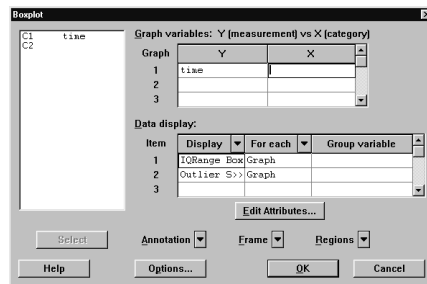 Boxplot
C1 time
C2
Graph variables: Y (measurement) vs X (category)
Graph Y X
1 time
2
3
Data display:
Item Display For each Group variable
1 IQRange Box Graph
2 Outlier S>> Graph
3
Edit Attributes...
Select Annotation Frame Regions
Help Options... OK Cancel